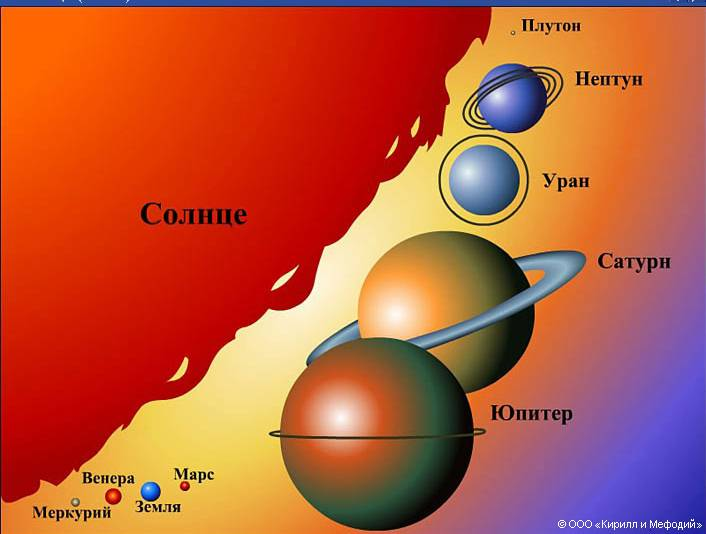 Плутон
Нептун
Уран
Солнце
Сатурн
Юпитер
Марс
Венера
Земля
Меркурий
© ООО «Кирилл и Мефодий»